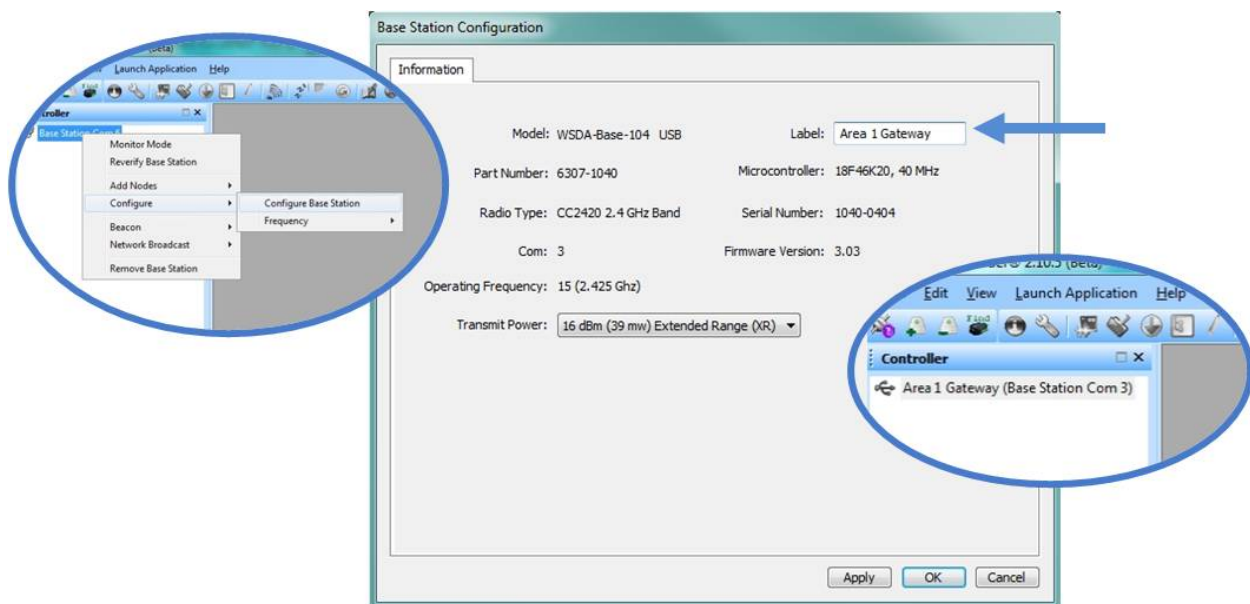 (Beta)
Launch Application Help
Base Station Com
Monitor Mode
Reverify Base Station
Add Nodes
Configure
Beacon
Network Broadcast
Remove Base Station
Configure Base Station
Frequency
Base Station Configuration
Information
Model: WSDA-Base-104 USB
Label: Area 1 Gateway
Part Number: 6307-1040
Microcontroller: 18F46K20, 40 MHz
Radio Type: CC2420 2.4 GHz Band
Serial Number: 1040-0404
Com: 3
Firmware Version: 3.03
Operating Frequency: 15 (2.425 Ghz)
Transmit Power: 16 dBm (39 mw) Extended Range (XR)
Apply OK Cancel
2.10.5 (Beta)
Edit View Launch Application Help
Find
Controller
Area 1 Gateway (Base Station Com 3)